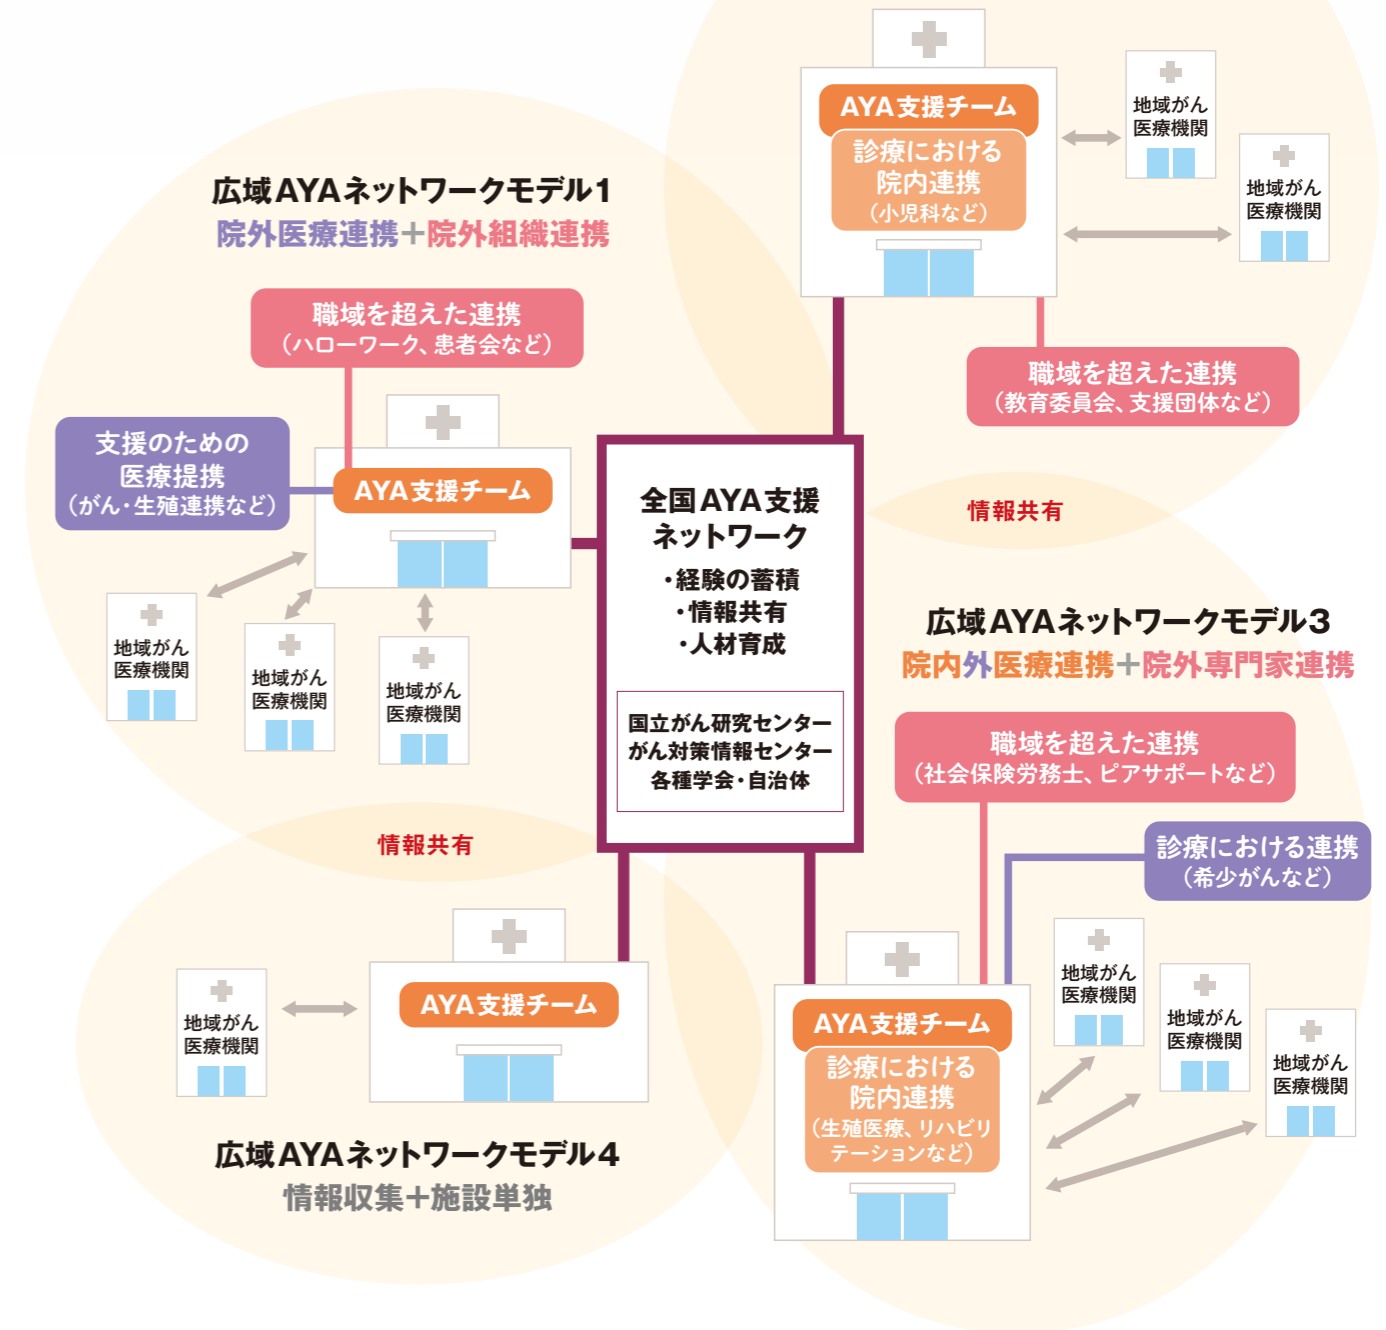 AYA支援チーム
診療における
院内連携
（小児科など）
地域がん
医療機関
地域がん
医療機関
職域を超えた連携
（教育委員会、支援団体など）
広域AYAネットワークモデル1
院外医療連携＋院外組織連携
職域を超えた連携
（ハローワーク、患者会など）
支援のための
医療提携
（がん・生殖連携など）
AYA支援チーム
地域がん
医療機関
地域がん
医療機関
地域がん
医療機関
全国AYA支援
ネットワーク
・経験の蓄積
・情報共有
・人材育成
国立がん研究センター
がん対策情報センター
各種学会・自治体
情報共有
広域AYAネットワークモデル3
院内外医療連携＋院外専門家連携
職域を超えた連携
（社会保険労務士、ピアサポートなど）
診療における連携
（希少がんなど）
AYA支援チーム
診療における
院内連携
（生殖医療、リハビリ
テーションなど）
地域がん
医療機関
地域がん
医療機関
地域がん
医療機関
情報共有
AYA支援チーム
地域がん
医療機関
広域AYAネットワークモデル4
情報収集＋施設単独